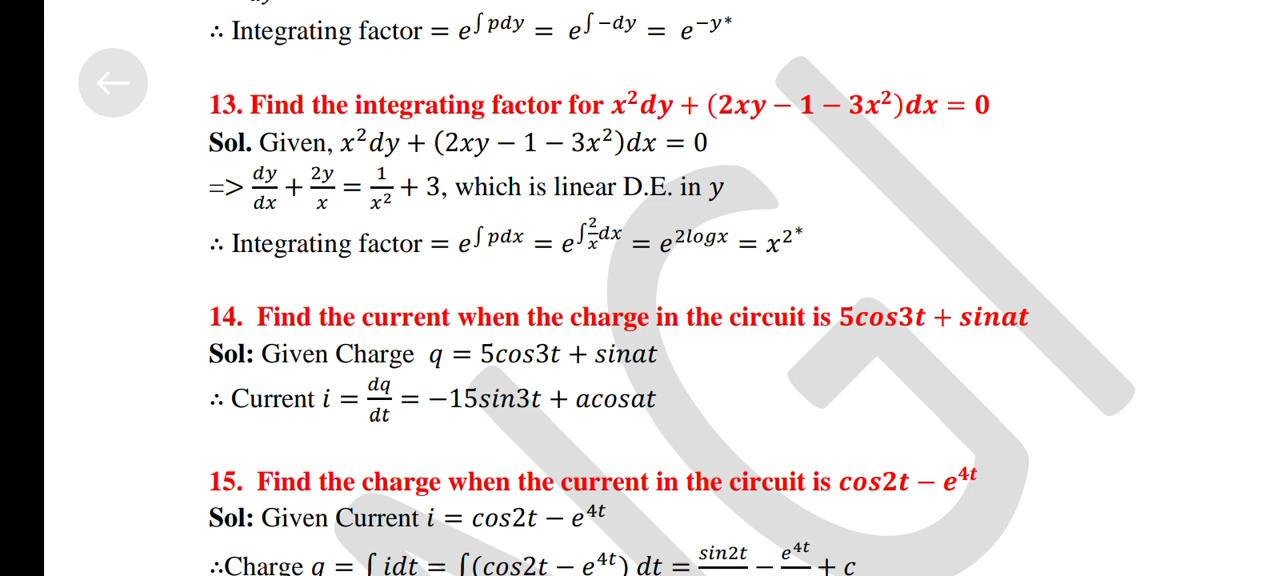 ∴ Integrating factor = e^{∫ pdy} = e^{∫ −dy} = e^{−y*}
13. Find the integrating factor for x²dy + (2xy − 1 − 3x²)dx = 0
Sol. Given, x²dy + (2xy − 1 − 3x²)dx = 0
=> dy/dx + 2y/x = 1/x² + 3, which is linear D.E. in y
∴ Integrating factor = e^{∫ pdx} = e^{∫ 2/x dx} = e^{2logx} = x^{2*}
14. Find the current when the charge in the circuit is 5cos3t + sinat
Sol: Given Charge q = 5cos3t + sinat
∴ Current i = dq/dt = −15sin3t + acosat
15. Find the charge when the current in the circuit is cos2t − e^{4t}
Sol: Given Current i = cos2t − e^{4t}
∴Charge q = ∫ idt = ∫(cos2t − e^{4t}) dt = sin2t/ − e^{4t}/ + c